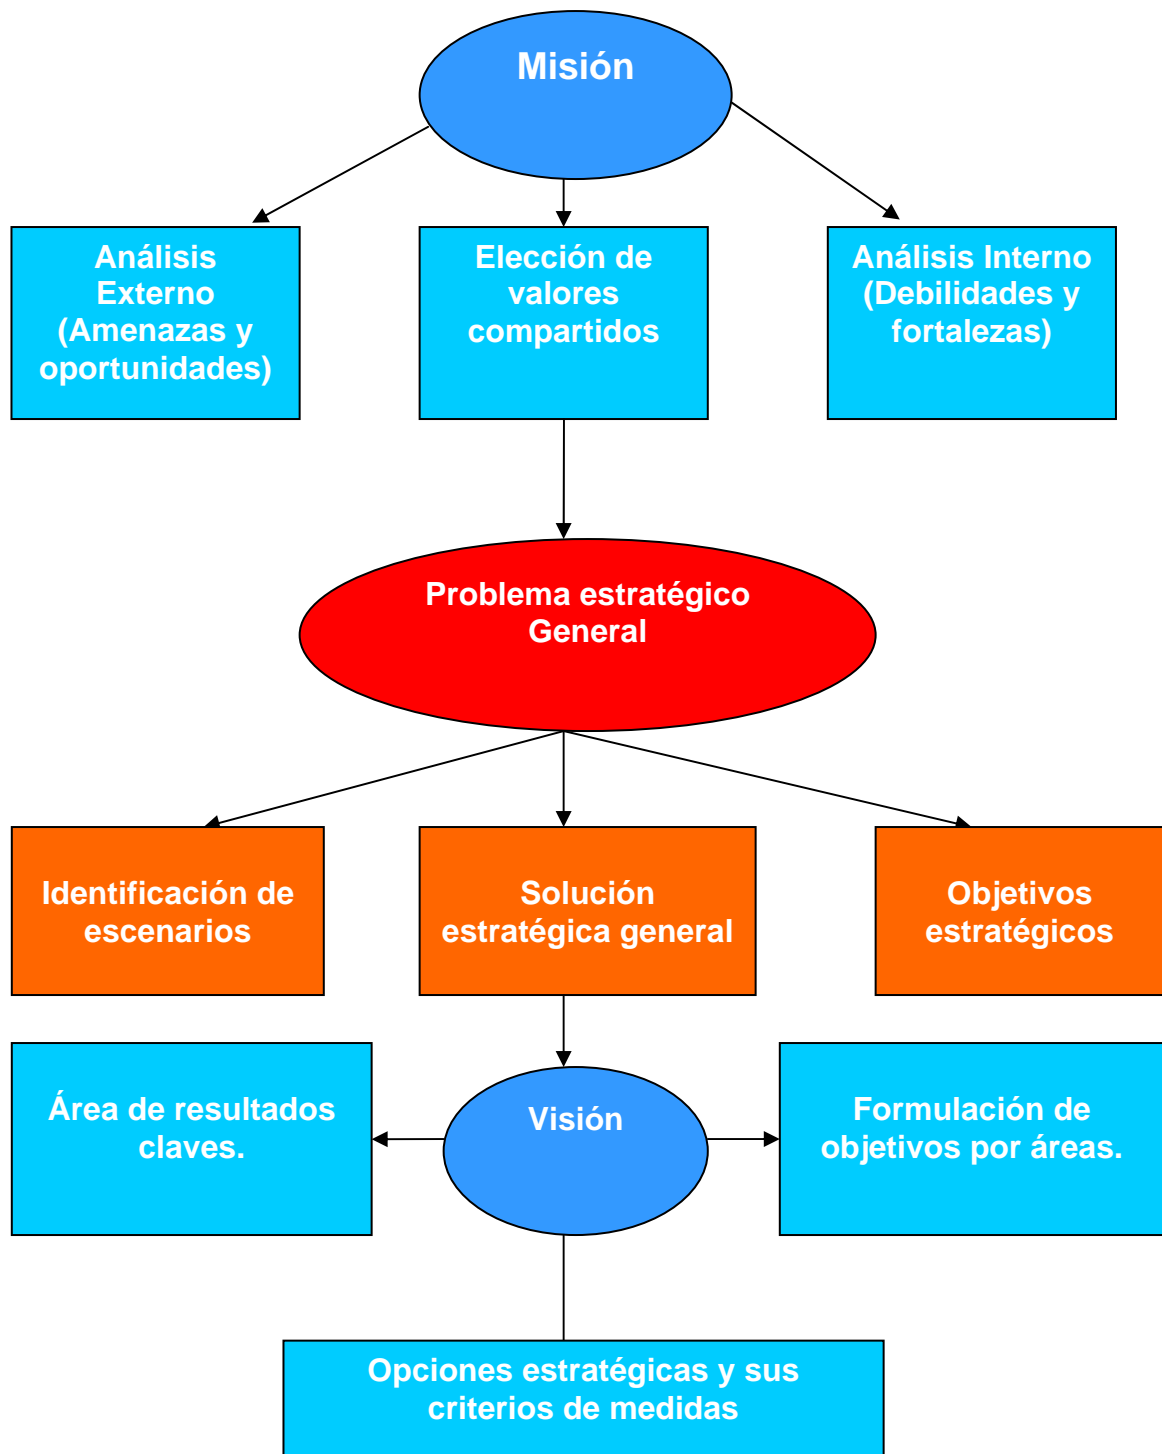 Misión
Análisis
Externo
(Amenazas y
oportunidades)
Elección de
valores
compartidos
Análisis Interno
(Debilidades y
fortalezas)
Problema estratégico
General
Identificación de
escenarios
Solución
estratégica general
Objetivos
estratégicos
Área de resultados
claves.
Visión
Formulación de
objetivos por áreas.
Opciones estratégicas y sus
criterios de medidas